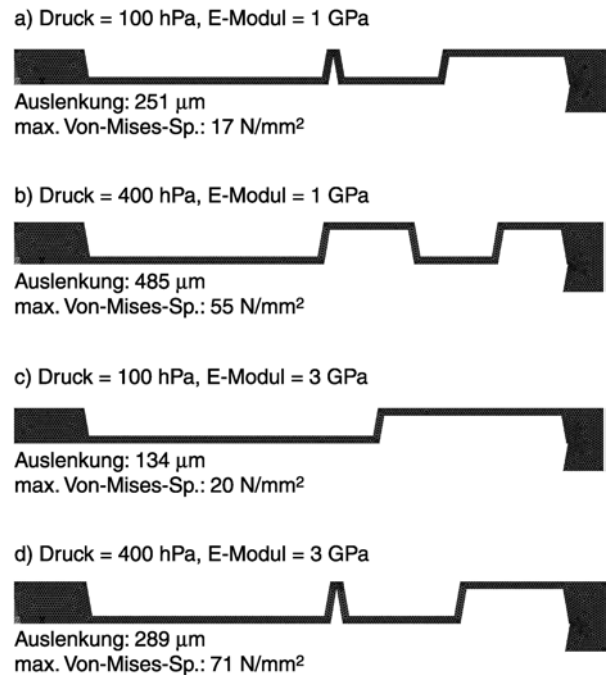 a) Druck = 100 hPa, E-Modul = 1 GPa
Auslenkung: 251 μm
max. Von-Mises-Sp.: 17 N/mm²
b) Druck = 400 hPa, E-Modul = 1 GPa
Auslenkung: 485 μm
max. Von-Mises-Sp.: 55 N/mm²
c) Druck = 100 hPa, E-Modul = 3 GPa
Auslenkung: 134 μm
max. Von-Mises-Sp.: 20 N/mm²
d) Druck = 400 hPa, E-Modul = 3 GPa
Auslenkung: 289 μm
max. Von-Mises-Sp.: 71 N/mm²